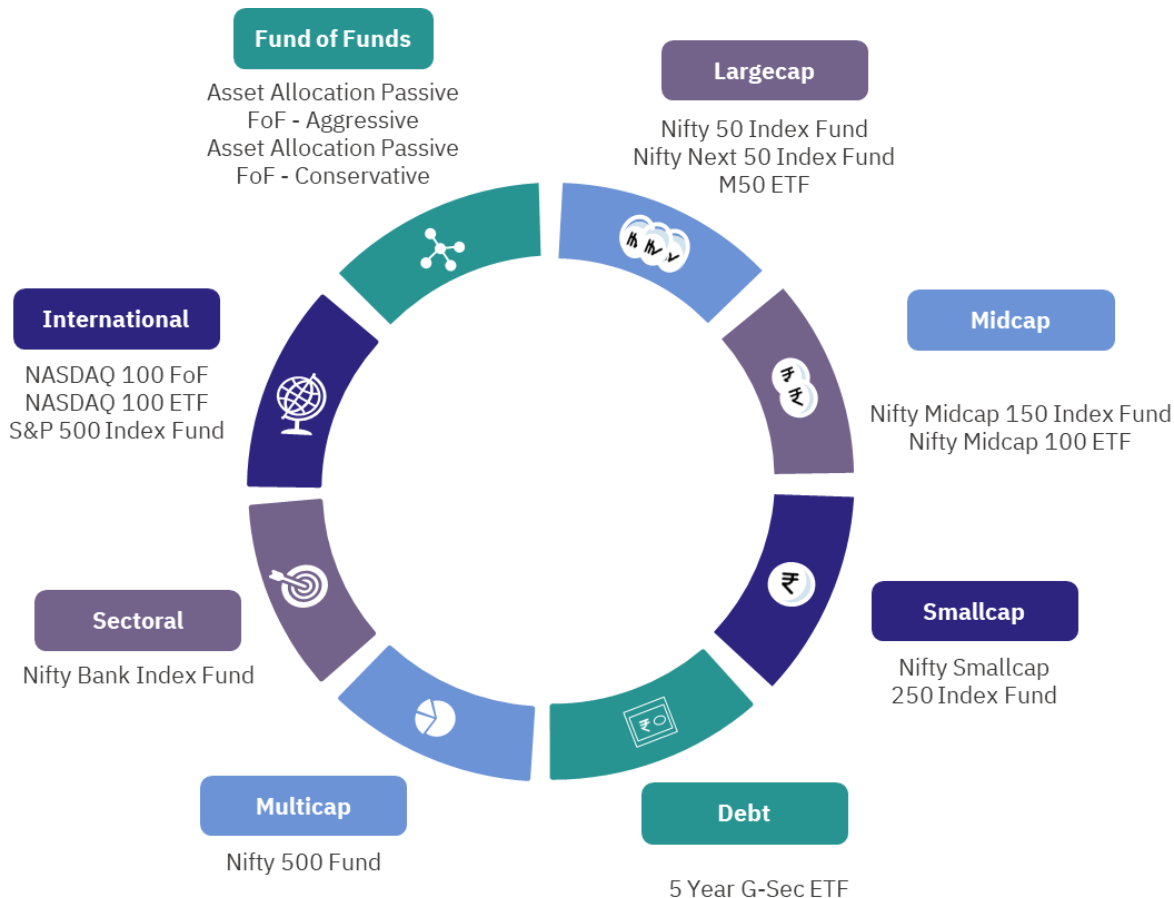 Fund of Funds
Asset Allocation Passive
FoF - Aggressive
Asset Allocation Passive
FoF - Conservative
Largecap
Nifty 50 Index Fund
Nifty Next 50 Index Fund
M50 ETF
International
NASDAQ 100 FoF
NASDAQ 100 ETF
S&P 500 Index Fund
Midcap
Nifty Midcap 150 Index Fund
Nifty Midcap 100 ETF
Sectoral
Nifty Bank Index Fund
Smallcap
Nifty Smallcap
250 Index Fund
Multicap
Nifty 500 Fund
Debt
5 Year G-Sec ETF